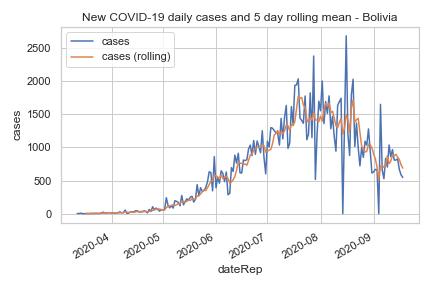 New COVID-19 daily cases and 5 day rolling mean - Bolivia
cases
cases (rolling)
2500
2000
1500
1000
500
0
cases
2020-04
2020-05
2020-06
2020-07
2020-08
2020-09
dateRep